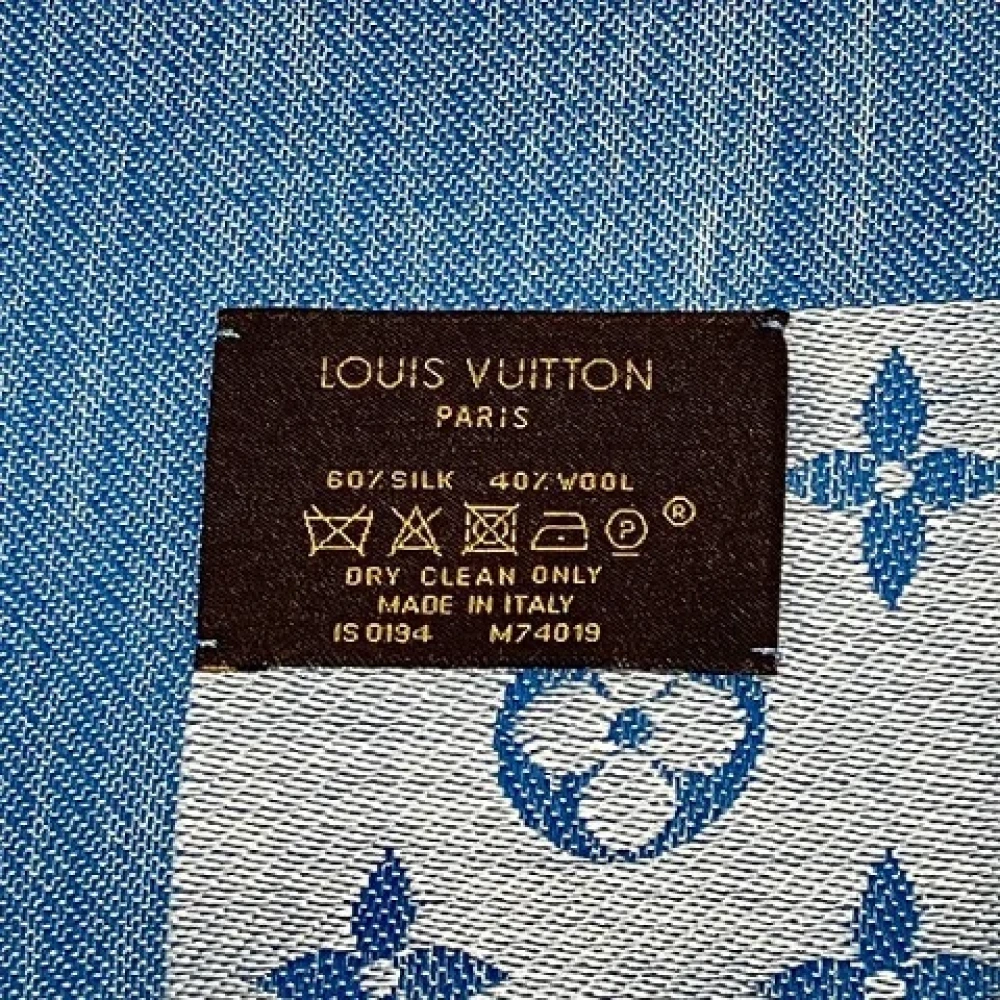 LOUIS VUITTON
PARIS
60% SILK 40% WOOL
P ®
DRY CLEAN ONLY
MADE IN ITALY
IS 0194 M74019